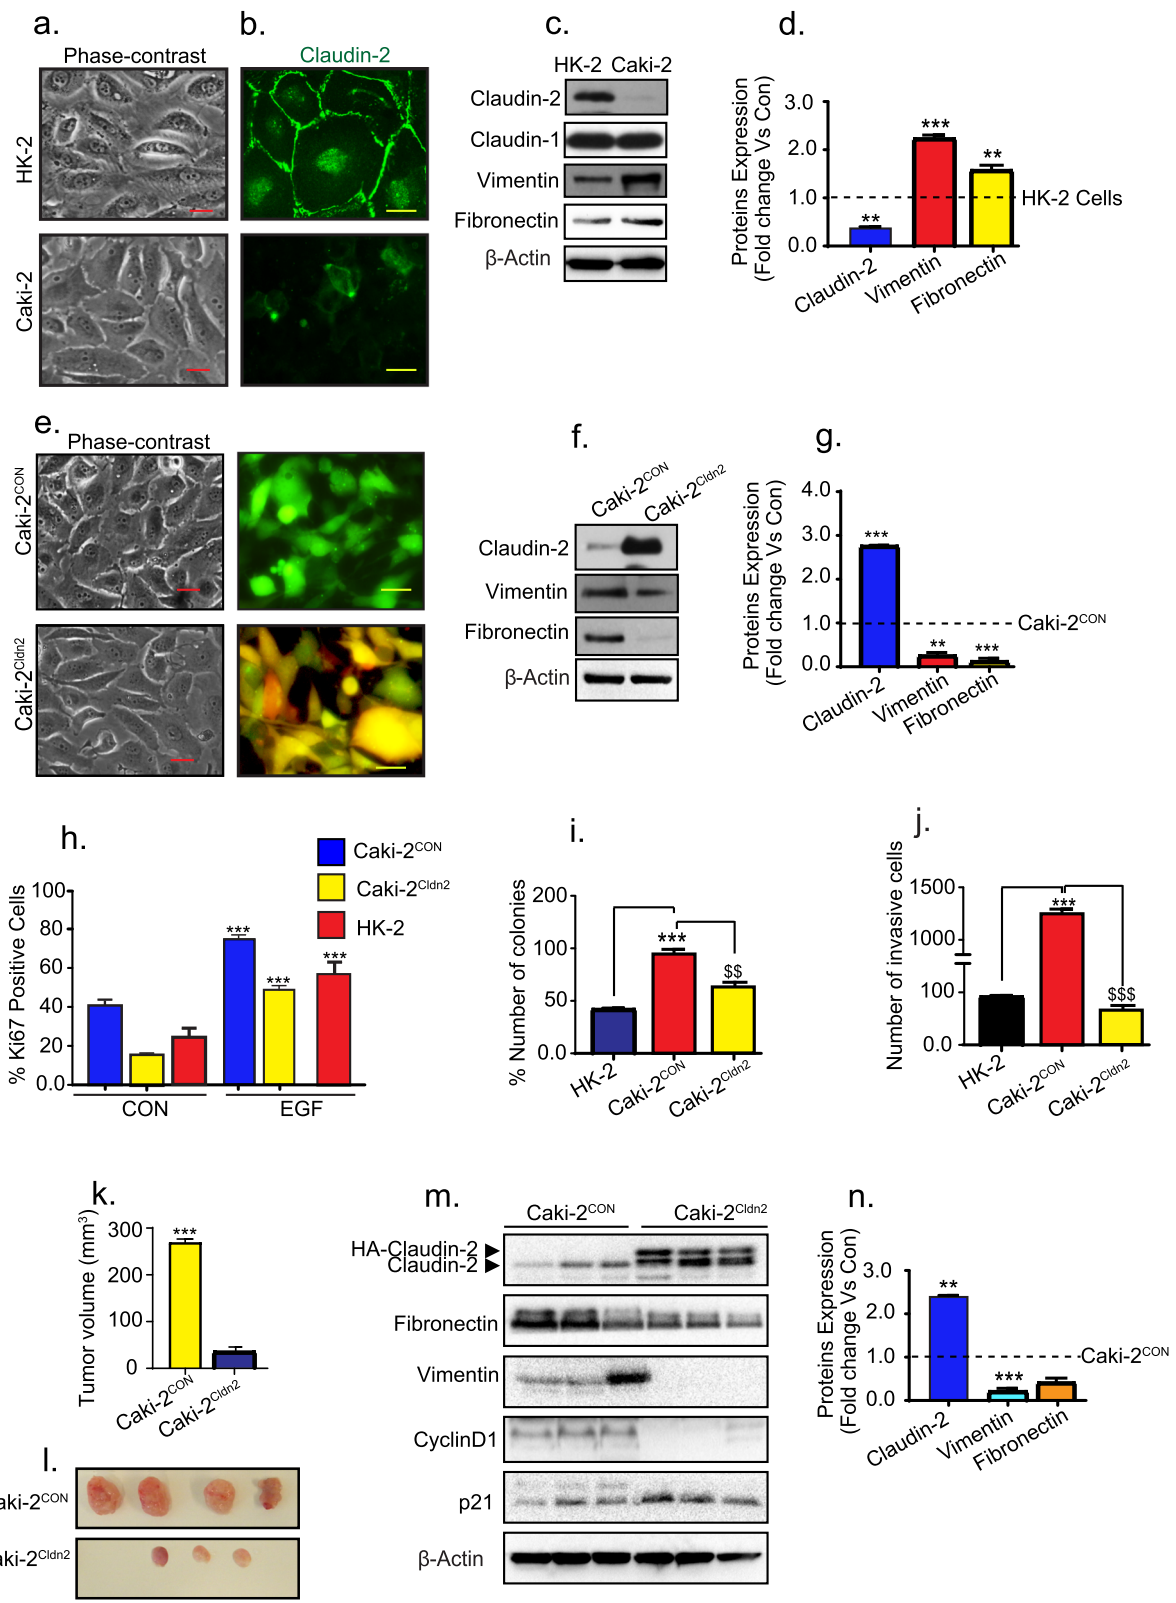 a.
b.
Phase-contrast
Claudin-2
HK-2
Caki-2
c.
HK-2 Caki-2
Claudin-2
Claudin-1
Vimentin
Fibronectin
β-Actin
d.
Proteins Expression
(Fold change Vs Con)
3.0
2.0
1.0
0.0
**
***
**
HK-2 Cells
Claudin-2
Vimentin
Fibronectin
e.
Phase-contrast
Caki-2CON
Caki-2Cldn2
f.
Caki-2CON
Caki-2Cldn2
Claudin-2
Vimentin
Fibronectin
β-Actin
g.
Proteins Expression
(Fold change Vs Con)
4.0
3.0
2.0
1.0
0.0
***
**
***
Caki-2CON
Claudin-2
Vimentin
Fibronectin
h.
Caki-2CON
Caki-2Cldn2
HK-2
% Ki67 Positive Cells
100
80
60
40
20
0.0
***
***
***
CON
EGF
i.
% Number of colonies
200
100
50
0.0
***
$$
HK-2
Caki-2CON
Caki-2Cldn2
j.
Number of invasive cells
1500
1000
100
0.0
***
$$$
HK-2
Caki-2CON
Caki-2Cldn2
k.
Tumor volume (mm3)
300
200
100
0
***
Caki-2CON
Caki-2Cldn2
l.
aki-2CON
aki-2Cldn2
m.
Caki-2CON
Caki-2Cldn2
HA-Claudin-2
Claudin-2
Fibronectin
Vimentin
CyclinD1
p21
β-Actin
n.
Proteins Expression
(Fold change Vs Con)
3.0
2.0
1.0
0.0
**
***
Caki-2CON
Claudin-2
Vimentin
Fibronectin